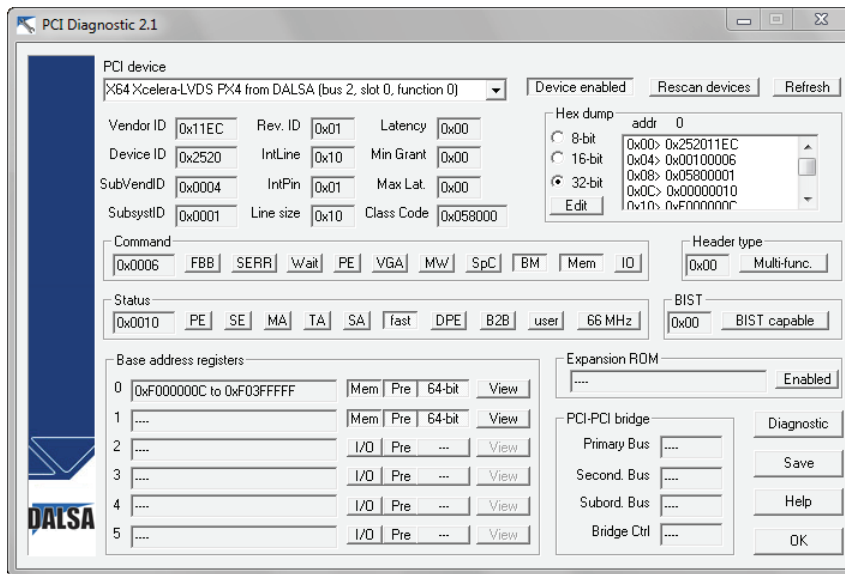 PCI Diagnostic 2.1
PCI device
X64 Xcelera-LVDS PX4 from DALSA (bus 2, slot 0, function 0)
Device enabled
Rescan devices
Refresh
Vendor ID 0x11EC Rev. ID 0x01 Latency 0x00
Device ID 0x2520 IntLine 0x10 Min Grant 0x00
SubVendID 0x0004 IntPin 0x01 Max Lat. 0x00
SubsystID 0x0001 Line size 0x10 Class Code 0x058000
Hex dump
addr 0
8-bit
16-bit
32-bit
Edit
0x00> 0x252011EC
0x04> 0x00100006
0x08> 0x05800001
0x0C> 0x00000010
0x10> 0xF000000C
Command
0x0006 FBB SERR Wait PE VGA MW SpC BM Mem IO
Header type
0x00 Multi-func.
Status
0x0010 PE SE MA TA SA fast DPE B2B user 66 MHz
BIST
0x00 BIST capable
Base address registers
0 0xF000000C to 0xF03FFFFF Mem Pre 64-bit View
1 ---- Mem Pre 64-bit View
2 ---- I/O Pre --- View
3 ---- I/O Pre --- View
4 ---- I/O Pre --- View
5 ---- I/O Pre --- View
Expansion ROM
---- Enabled
PCI-PCI bridge
Primary Bus ----
Second. Bus ----
Subord. Bus ----
Bridge Ctrl ----
Diagnostic
Save
Help
OK
DALSA